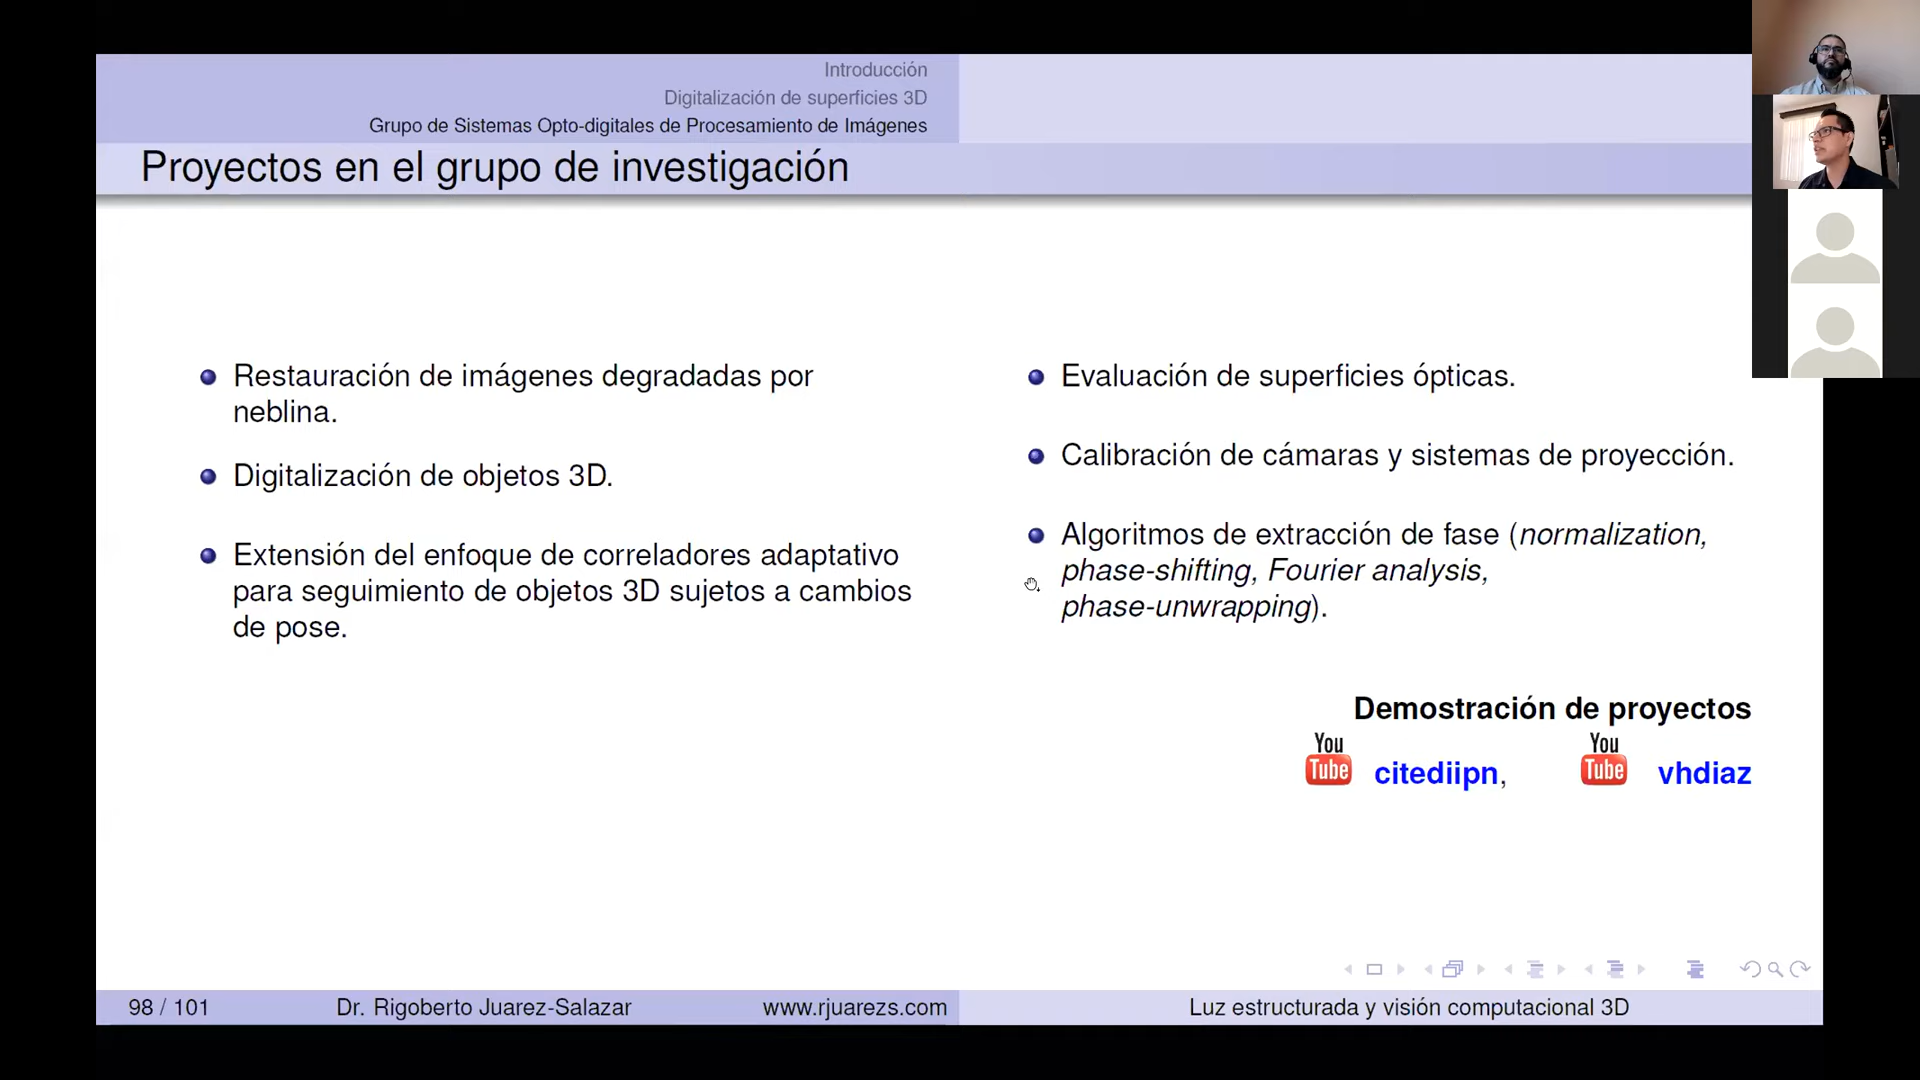 Introducción
Digitalización de superficies 3D
Grupo de Sistemas Opto-digitales de Procesamiento de Imágenes
Proyectos en el grupo de investigación
Restauración de imágenes degradadas por
neblina.
Digitalización de objetos 3D.
Extensión del enfoque de correladores adaptativo
para seguimiento de objetos 3D sujetos a cambios
de pose.
Evaluación de superficies ópticas.
Calibración de cámaras y sistemas de proyección.
Algoritmos de extracción de fase (normalization,
phase-shifting, Fourier analysis,
phase-unwrapping).
Demostración de proyectos
You Tube citediipn, You Tube vhdiaz
98 / 101 Dr. Rigoberto Juarez-Salazar www.rjuarezs.com Luz estructurada y visión computacional 3D